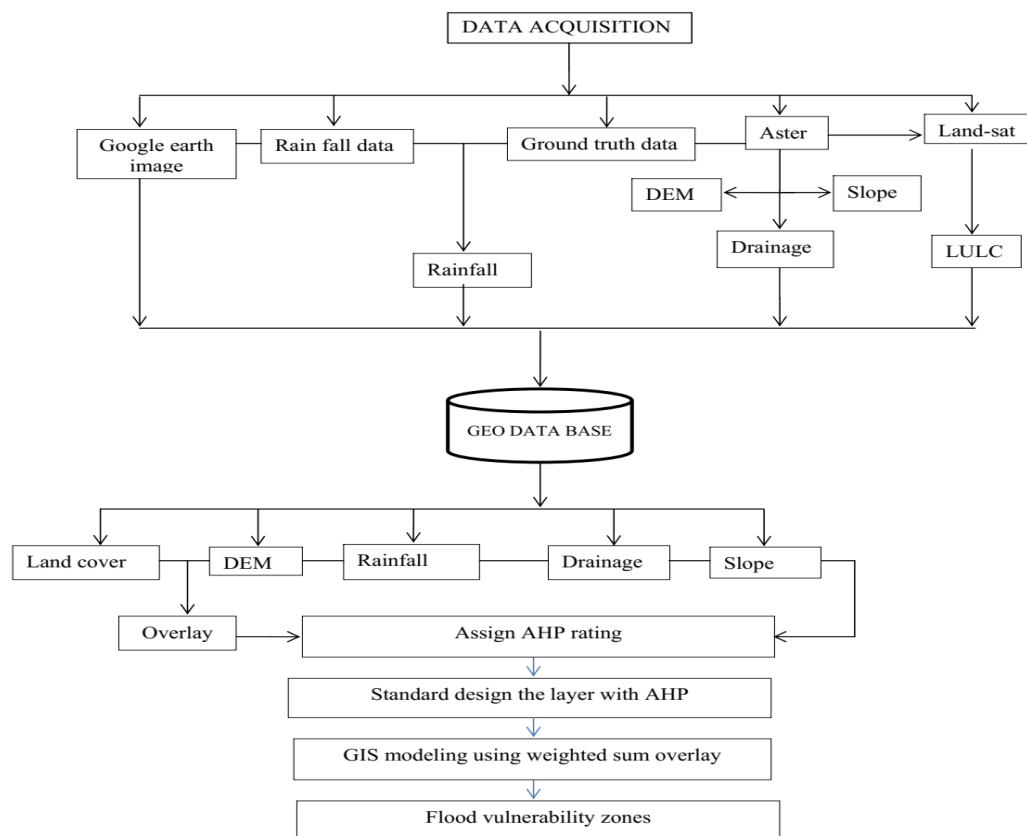 DATA ACQUISITION
Google earth
image
Rain fall data
Ground truth data
Aster
Land-sat
DEM
Slope
Drainage
LULC
Rainfall
GEO DATA BASE
Land cover
DEM
Rainfall
Drainage
Slope
Overlay
Assign AHP rating
Standard design the layer with AHP
GIS modeling using weighted sum overlay
Flood vulnerability zones